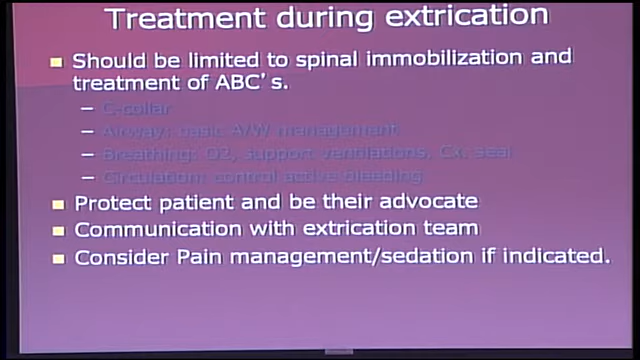 Treatment during extrication
Should be limited to spinal immobilization and
treatment of ABC's.
– C-collar
– Airway: basic A/W management
– Breathing: O2, support ventilations, Cx. seal
– Circulation: control active bleeding
Protect patient and be their advocate
Communication with extrication team
Consider Pain management/sedation if indicated.